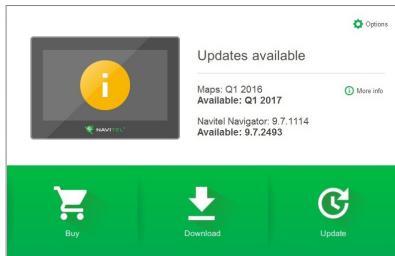 Options
Updates available
Maps: Q1 2016
Available: Q1 2017
More info
Navitel Navigator: 9.7.1114
Available: 9.7.2493
NAVITEL
Buy
Download
Update